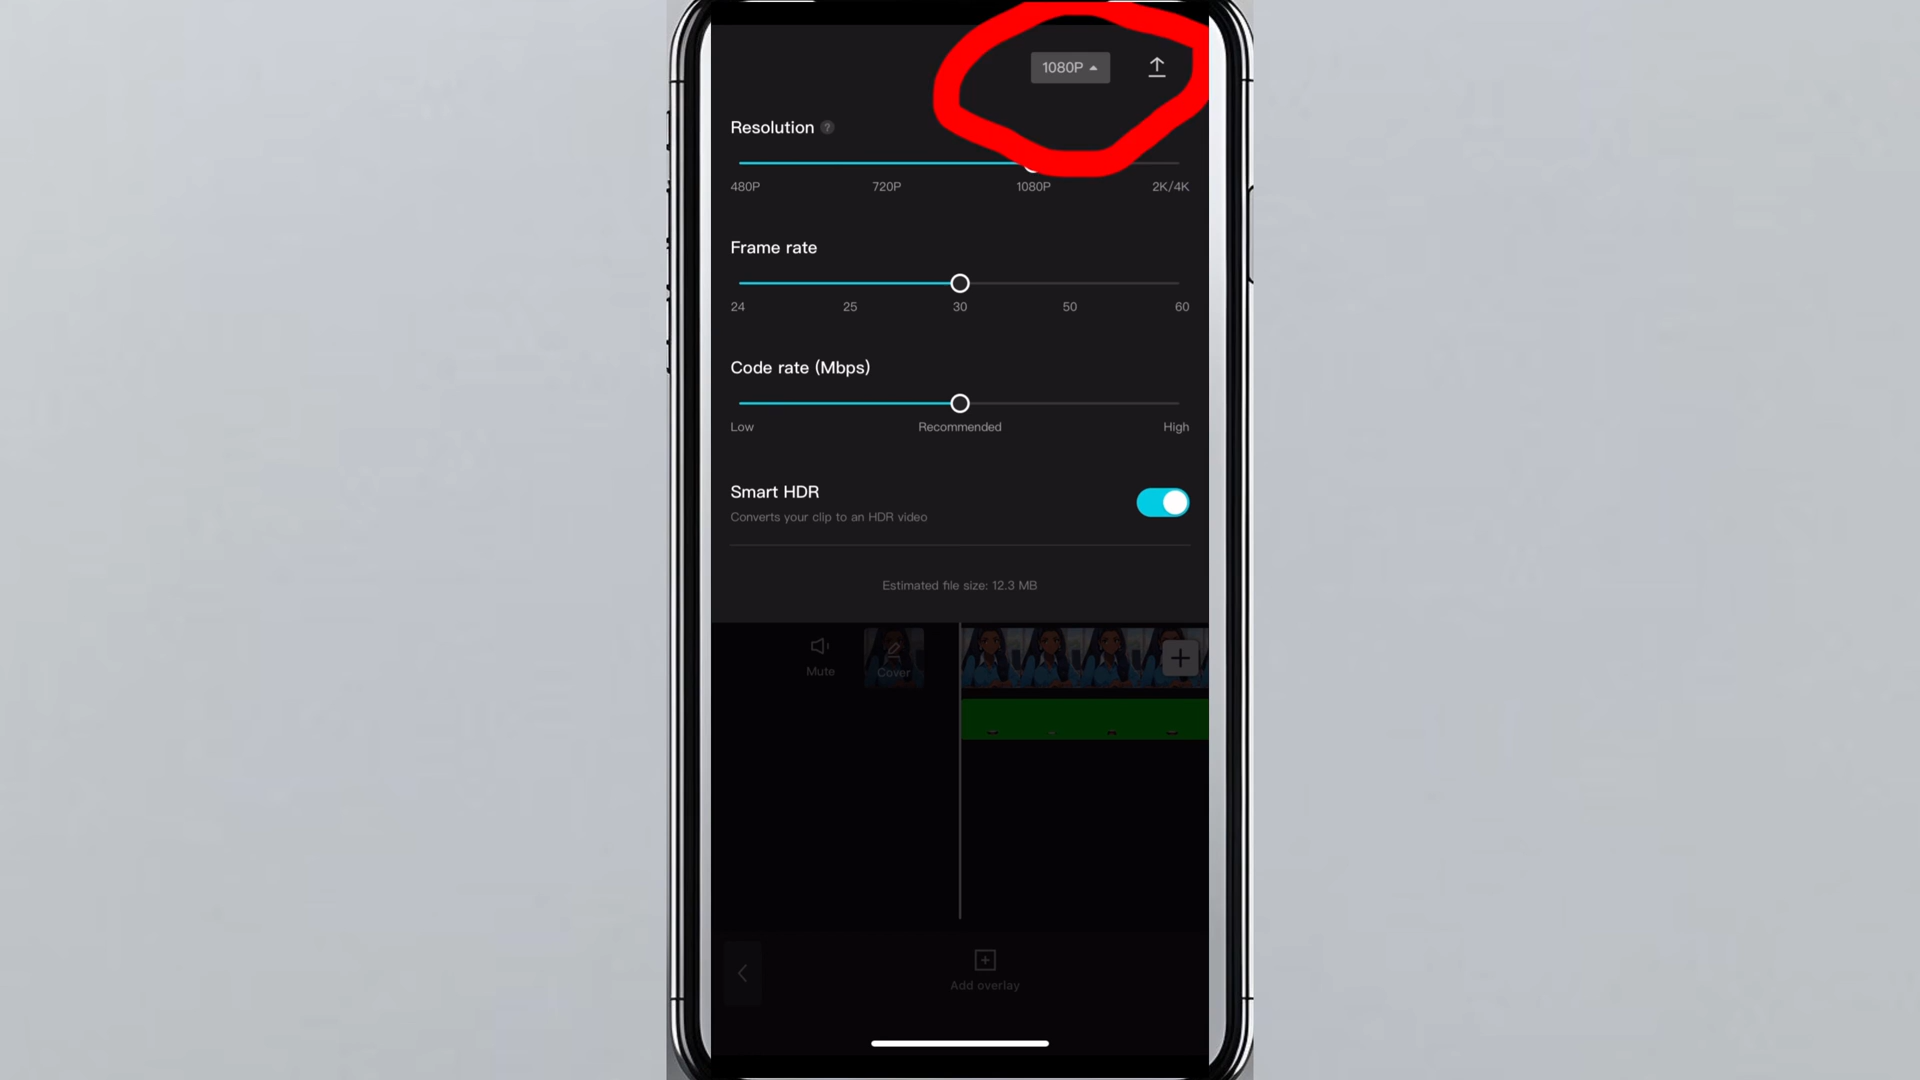 1080P
Resolution ?
480P 720P 1080P 2K/4K
Frame rate
24 25 30 50 60
Code rate (Mbps)
Low Recommended High
Smart HDR
Converts your clip to an HDR video
Estimated file size: 12.3 MB
Mute Cover
Add overlay